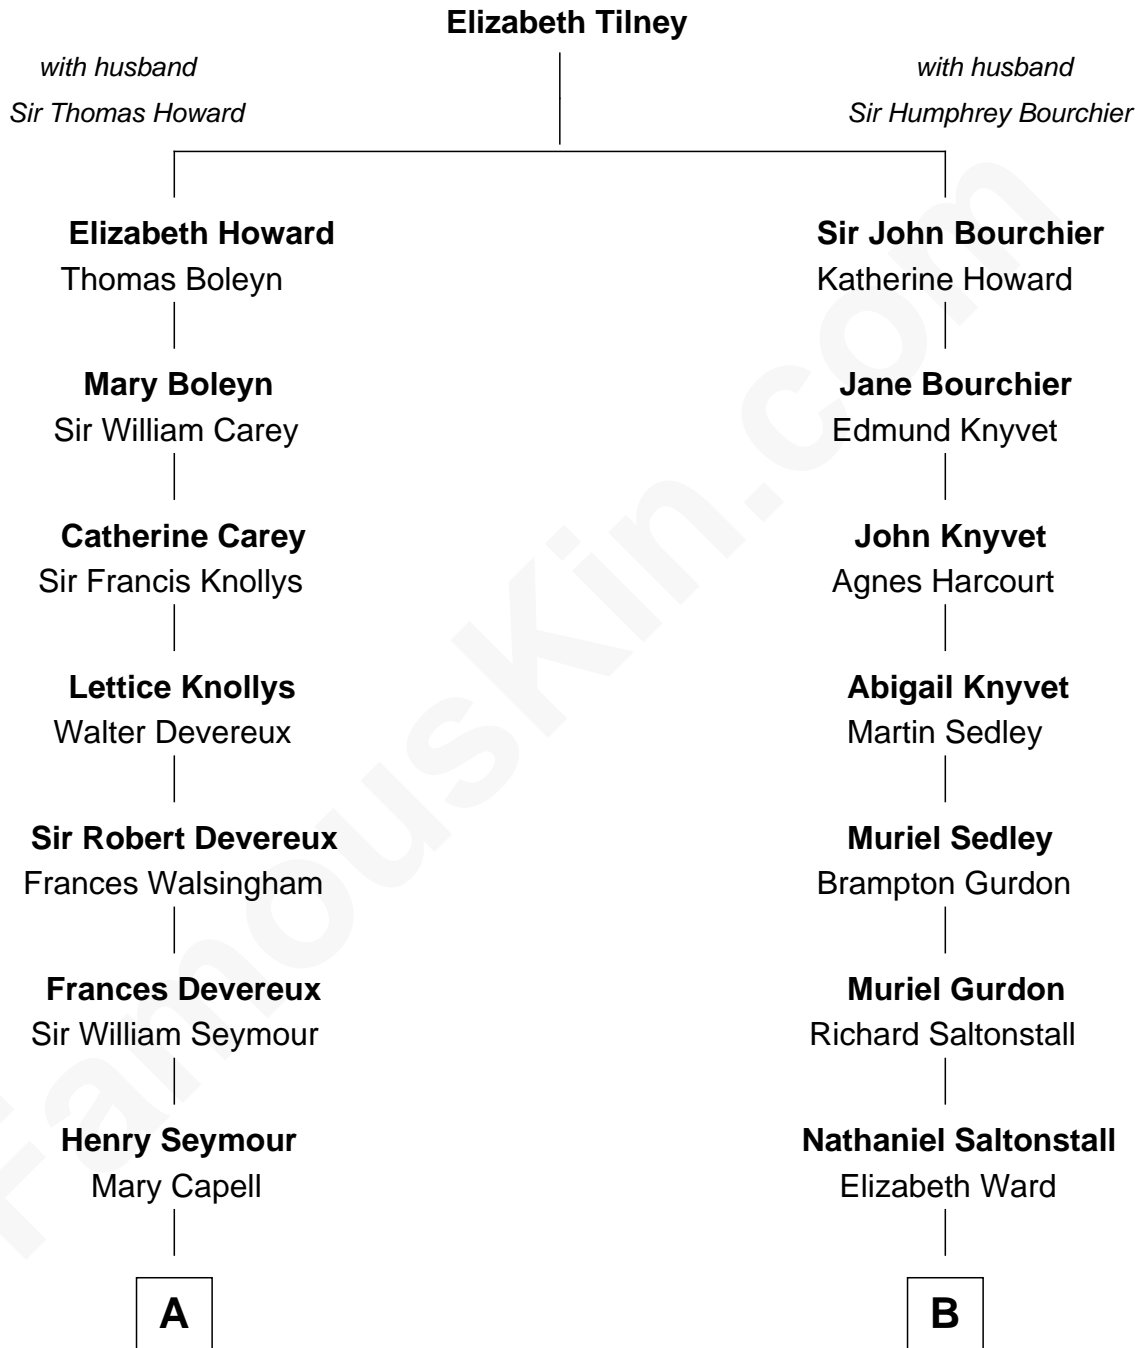 Elizabeth Tilney
with husband
Sir Thomas Howard
with husband
Sir Humphrey Bourchier
Elizabeth Howard
Thomas Boleyn
Sir John Bourchier
Katherine Howard
Mary Boleyn
Sir William Carey
Jane Bourchier
Edmund Knyvet
Catherine Carey
Sir Francis Knollys
John Knyvet
Agnes Harcourt
Lettice Knollys
Walter Devereux
Abigail Knyvet
Martin Sedley
Sir Robert Devereux
Frances Walsingham
Muriel Sedley
Brampton Gurdon
Frances Devereux
Sir William Seymour
Muriel Gurdon
Richard Saltonstall
Henry Seymour
Mary Capell
Nathaniel Saltonstall
Elizabeth Ward
A
B
FamousKin.com